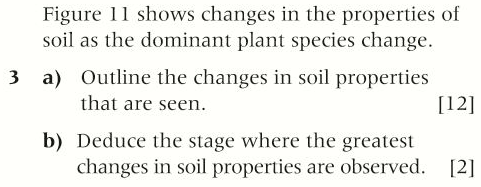 Figure 11 shows changes in the properties of
soil as the dominant plant species change.
3 a) Outline the changes in soil properties
that are seen. [12]
b) Deduce the stage where the greatest
changes in soil properties are observed. [2]